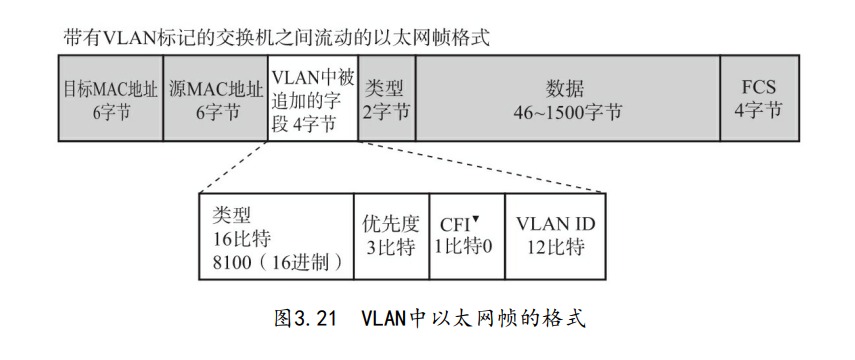 带有VLAN标记的交换机之间流动的以太网帧格式
目标MAC地址
6字节
源MAC地址
6字节
VLAN中被
追加的字
段 4字节
类型
2字节
数据
46~1500字节
FCS
4字节
类型
16比特
8100（16进制）
优先度
3比特
CFI▼
1比特0
VLAN ID
12比特
图3.21 VLAN中以太网帧的格式